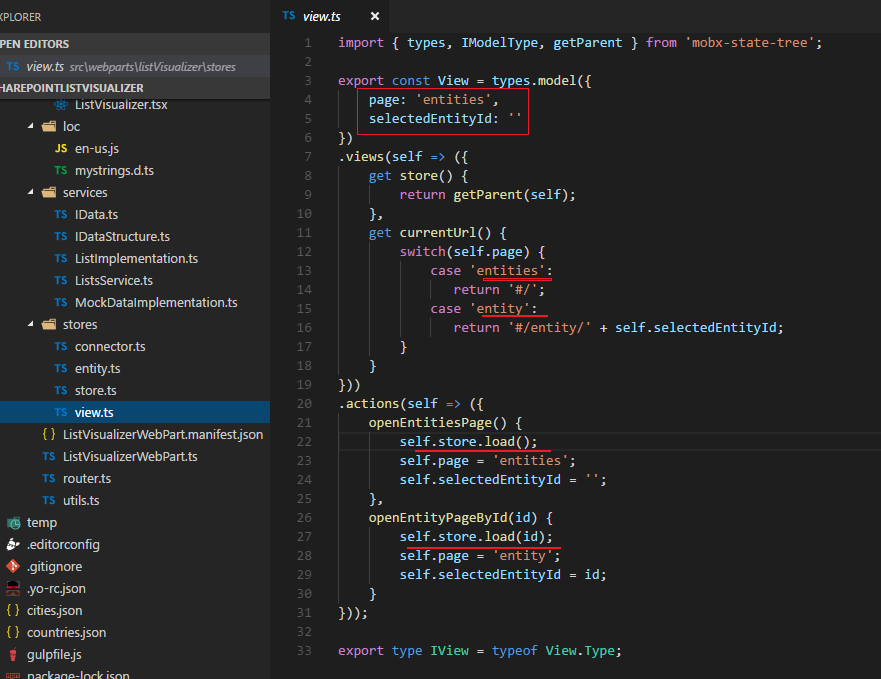 XPLORER
PEN EDITORS
TS view.ts src\webparts\listVisualizer\stores
HAREPOINTLISTVISUALIZER
ListVisualizer.tsx
loc
JS en-us.js
TS mystrings.d.ts
services
TS IData.ts
TS IDataStructure.ts
TS ListImplementation.ts
TS ListsService.ts
TS MockDataImplementation.ts
stores
TS connector.ts
TS entity.ts
TS store.ts
TS view.ts
{ } ListVisualizerWebPart.manifest.json
TS ListVisualizerWebPart.ts
TS router.ts
TS utils.ts
temp
.editorconfig
.gitignore
.yo-rc.json
{ } cities.json
{ } countries.json
gulpfile.js
package-lock.json
TS view.ts ×
1 import { types, IModelType, getParent } from 'mobx-state-tree';
2
3 export const View = types.model({
4     page: 'entities',
5     selectedEntityId: ''
6 })
7 .views(self => ({
8     get store() {
9         return getParent(self);
10     },
11     get currentUrl() {
12         switch(self.page) {
13             case 'entities':
14                 return '#/';
15             case 'entity':
16                 return '#/entity/' + self.selectedEntityId;
17         }
18     }
19 }))
20 .actions(self => ({
21     openEntitiesPage() {
22         self.store.load();
23         self.page = 'entities';
24         self.selectedEntityId = '';
25     },
26     openEntityPageById(id) {
27         self.store.load(id);
28         self.page = 'entity';
29         self.selectedEntityId = id;
30     }
31 }));
32
33 export type IView = typeof View.Type;